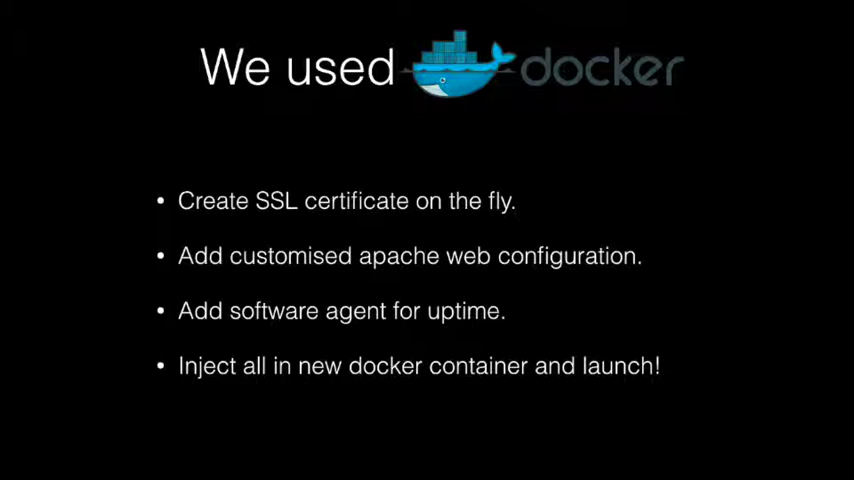 We used docker
• Create SSL certificate on the fly.
• Add customised apache web configuration.
• Add software agent for uptime.
• Inject all in new docker container and launch!